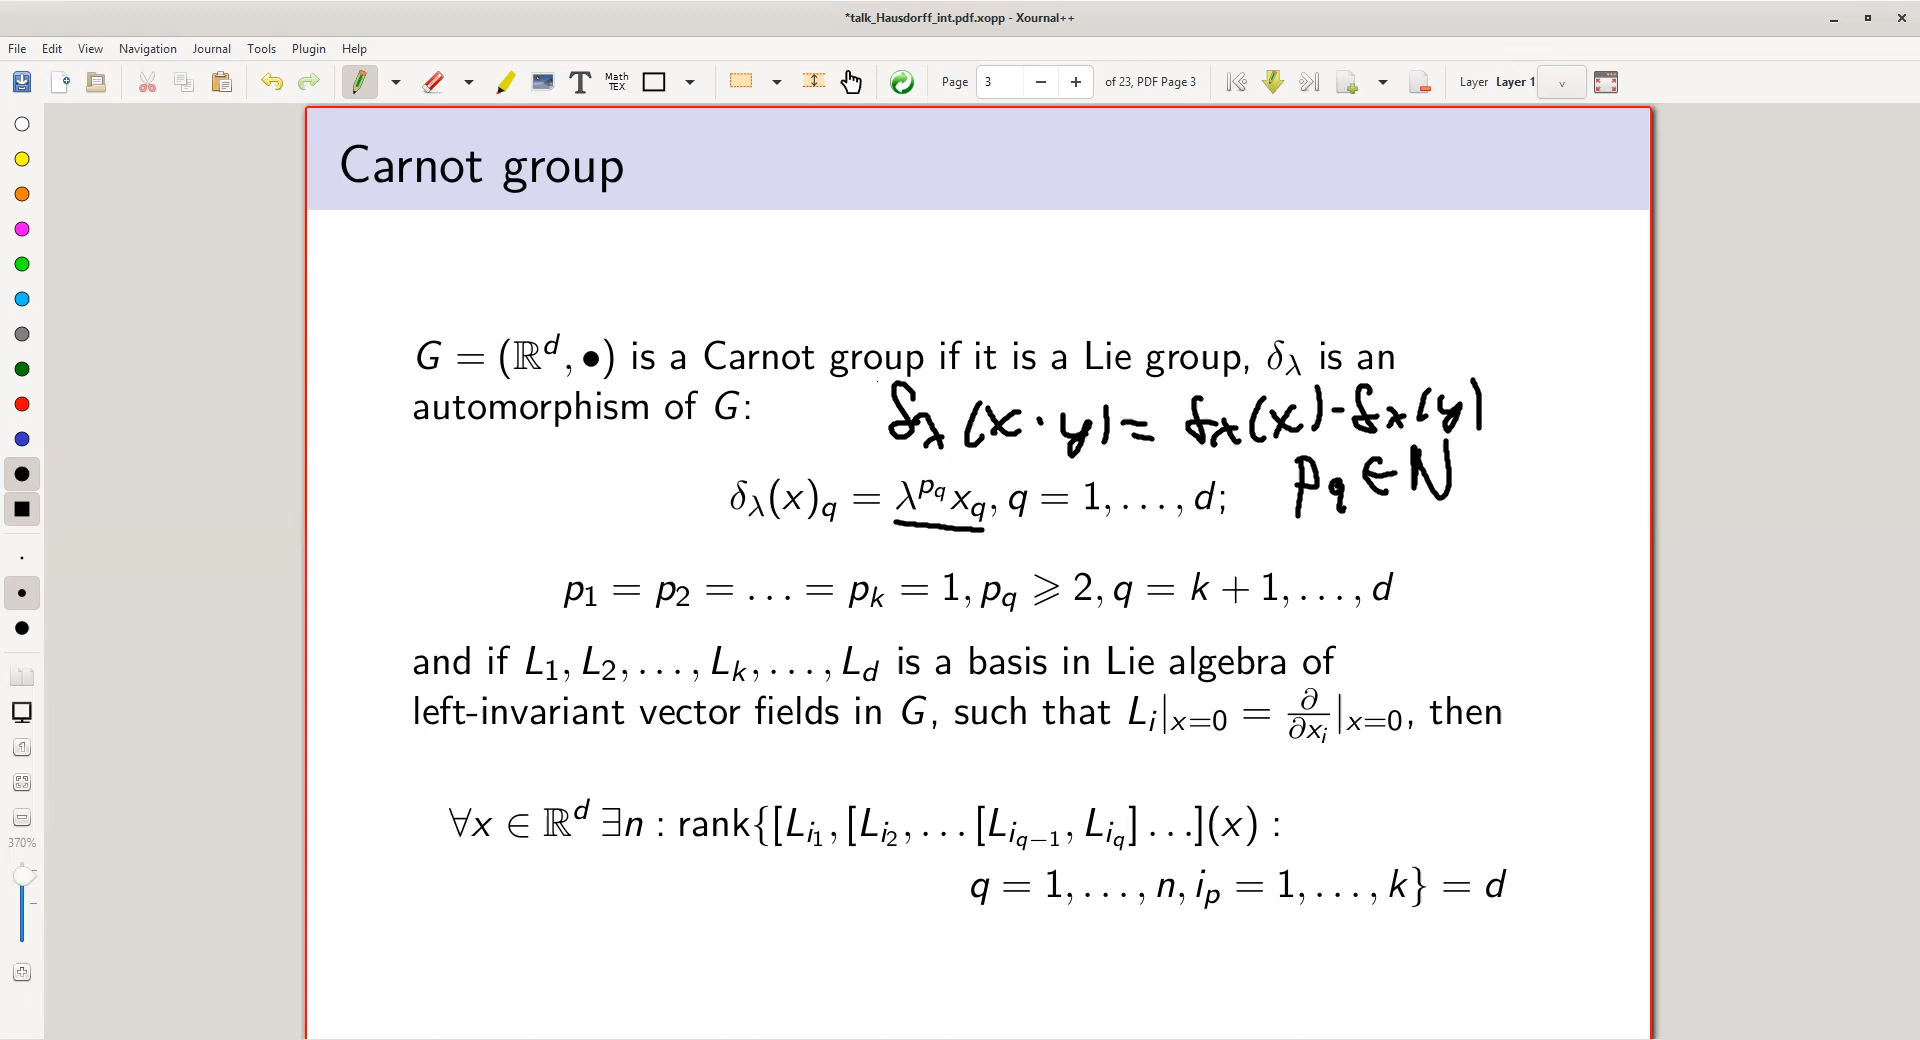 *talk_Hausdorff_int.pdf.xopp - Xournal++
File Edit View Navigation Journal Tools Plugin Help
Math TEX Page 3 of 23, PDF Page 3 Layer Layer 1
Carnot group
G = (ℝ^d, •) is a Carnot group if it is a Lie group, δ_λ is an
automorphism of G:
δ_λ(x · y) = δ_λ(x) · δ_λ(y)
δ_λ(x)_q = λ^{p_q} x_q, q = 1, . . . , d;
p_q ∈ N
p_1 = p_2 = . . . = p_k = 1, p_q ⩾ 2, q = k + 1, . . . , d
and if L_1, L_2, . . . , L_k, . . . , L_d is a basis in Lie algebra of
left-invariant vector fields in G, such that L_i|_{x=0} = ∂/∂x_i|_{x=0}, then
∀x ∈ ℝ^d ∃n : rank{[L_{i_1}, [L_{i_2}, . . . [L_{i_{q−1}}, L_{i_q}] . . .](x) :
q = 1, . . . , n, i_p = 1, . . . , k} = d
370%